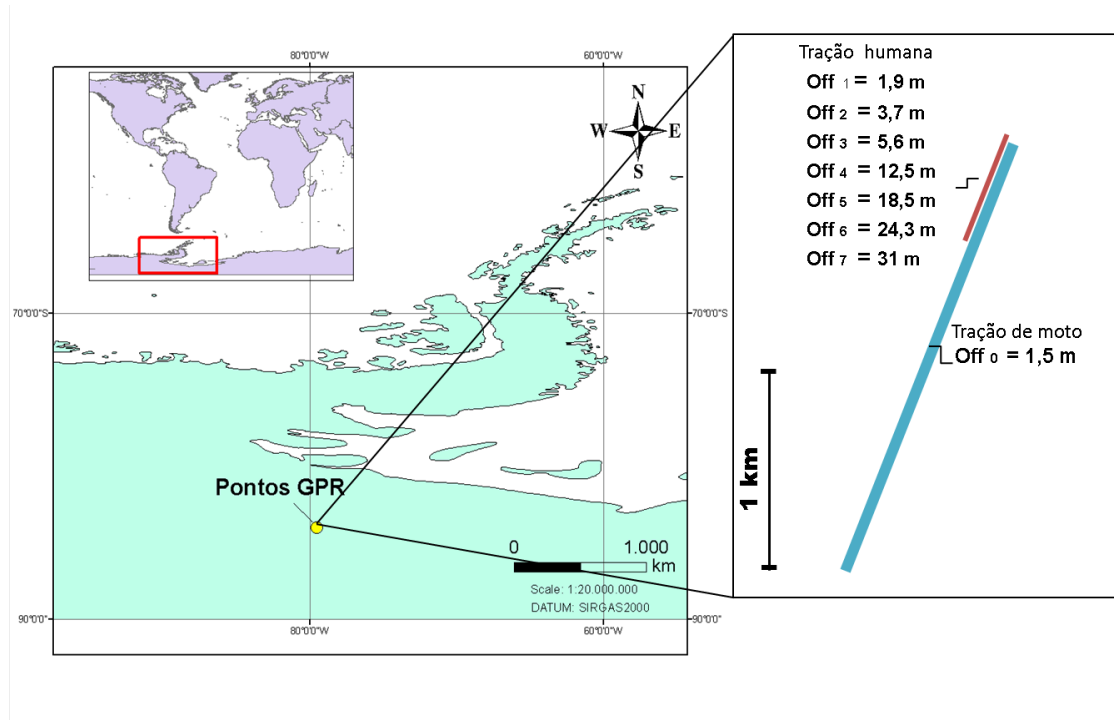 80°0'0"W
60°0'0"W
N
W E
S
70°0'0"S
70°0'0"S
Pontos GPR
0 1.000
km
Scale: 1:20.000.000
DATUM: SIRGAS2000
90°0'0"
90°0'0"
80°0'0"W
60°0'0"W
Tração humana
Off 1 = 1,9 m
Off 2 = 3,7 m
Off 3 = 5,6 m
Off 4 = 12,5 m
Off 5 = 18,5 m
Off 6 = 24,3 m
Off 7 = 31 m
Tração de moto
Off 0 = 1,5 m
1 km